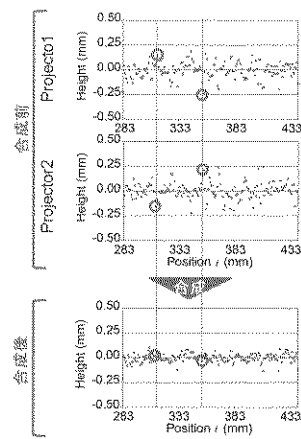 合成前
Projector1
Height (mm)
0.50
0.25
0
-0.25
-0.50
283 333 383 433
Projector2
Height (mm)
0.50
0.25
0
-0.25
-0.50
283 333 383 433
Position r (mm)
合成
合成後
Height (mm)
0.50
0.25
0
-0.25
-0.50
283 333 383 433
Position r (mm)